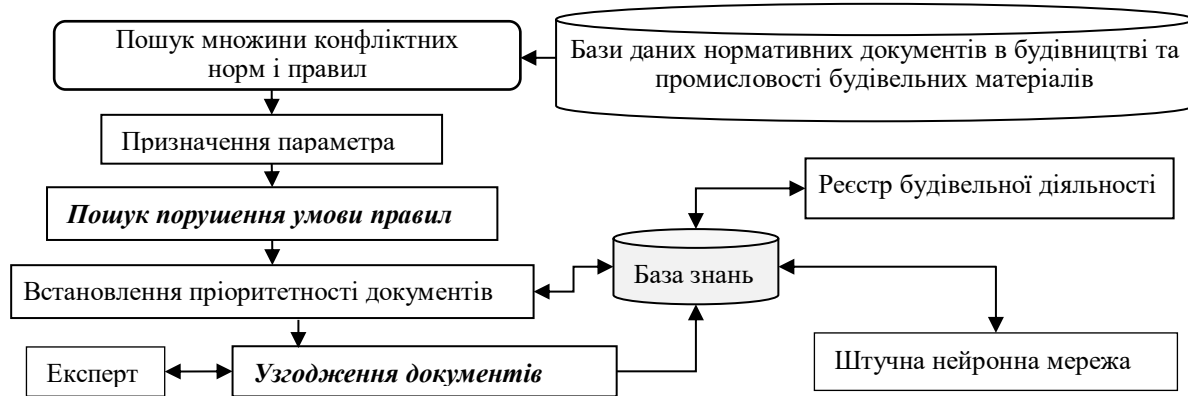 Пошук множини конфліктних
норм і правил
Бази даних нормативних документів в будівництві та
промисловості будівельних матеріалів
Призначення параметра
Реєстр будівельної діяльності
Пошук порушення умови правил
База знань
Встановлення пріоритетності документів
Штучна нейронна мережа
Експерт
Узгодження документів